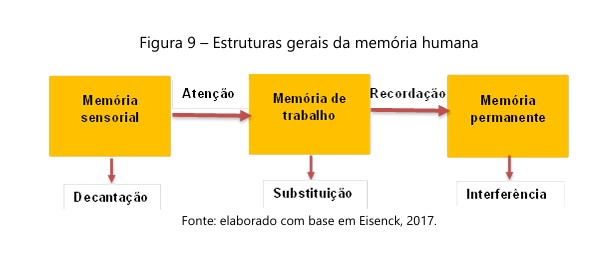 Figura 9 – Estruturas gerais da memória humana
Memória
sensorial
Atenção
Memória de
trabalho
Recordação
Memória
permanente
Decantação
Substituição
Interferência
Fonte: elaborado com base em Eisenck, 2017.